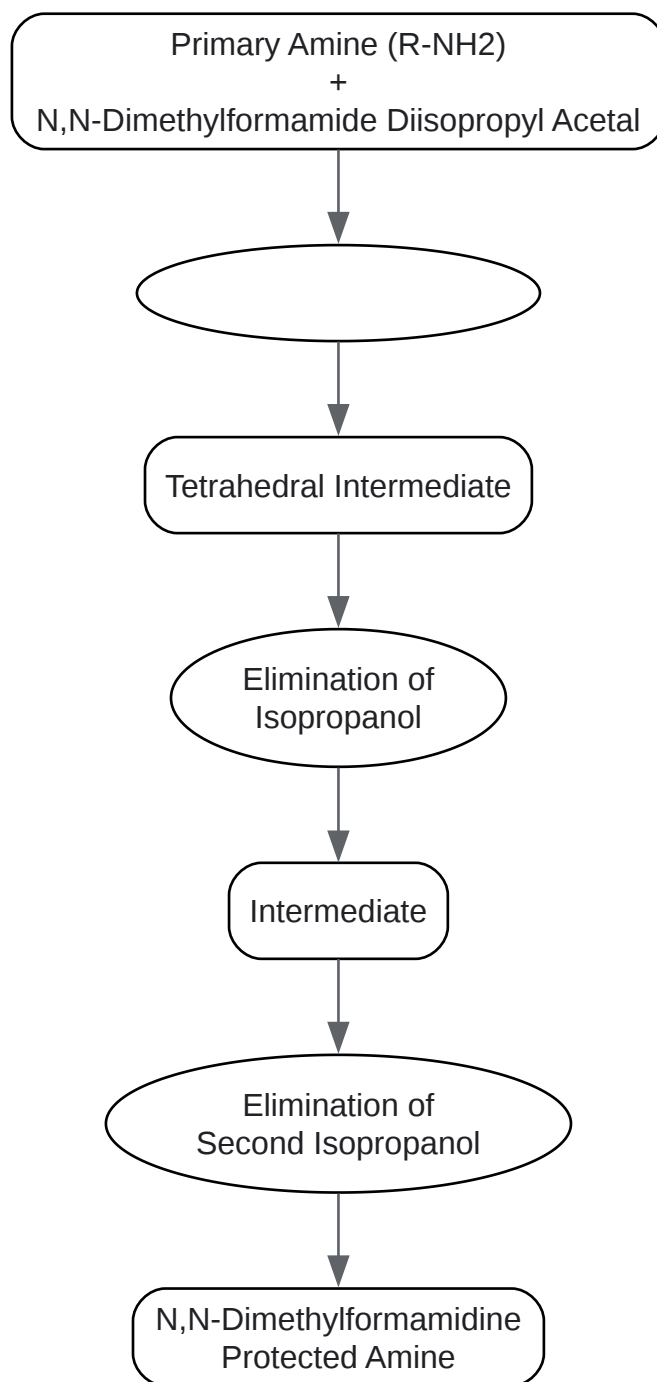 Primary Amine (R-NH2)
+
N,N-Dimethylformamide Diisopropyl Acetal
Tetrahedral Intermediate
Elimination of
Isopropanol
Intermediate
Elimination of
Second Isopropanol
N,N-Dimethylformamidine
Protected Amine